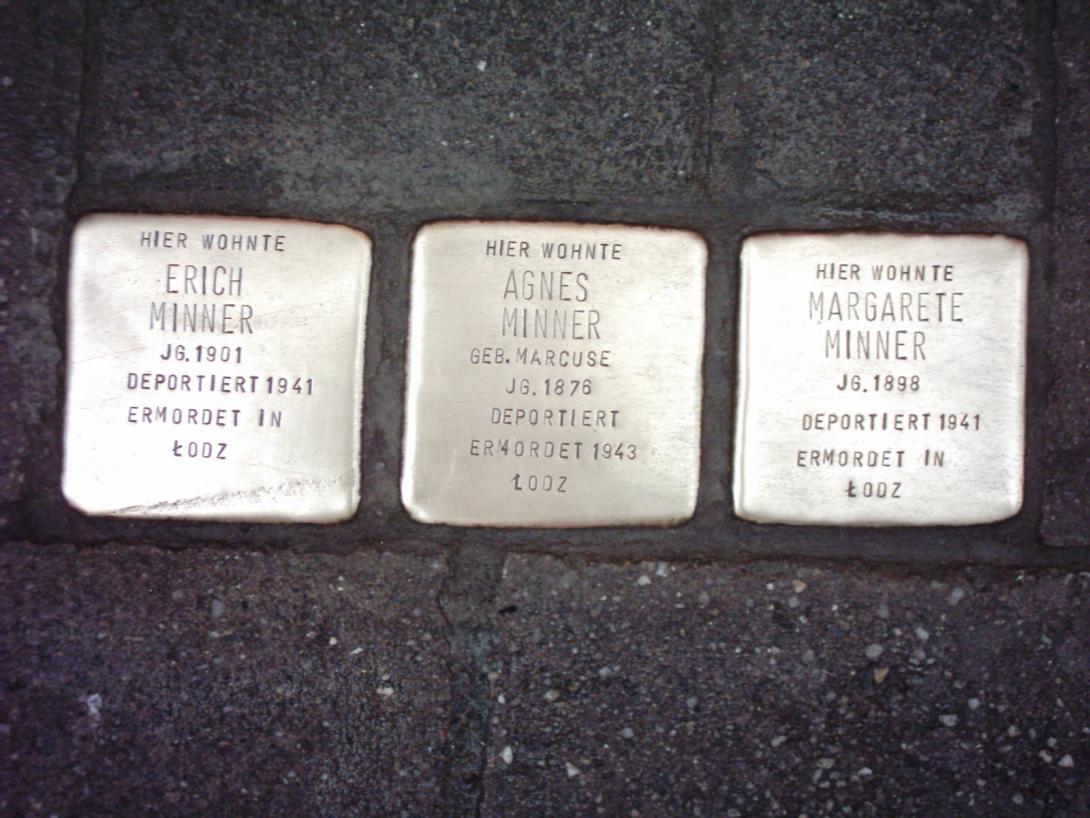 HIER WOHNTE
ERICH
MINNER
JG. 1901
DEPORTIERT 1941
ERMORDET IN
ŁODZ
HIER WOHNTE
AGNES
MINNER
GEB. MARCUSE
JG. 1876
DEPORTIERT
ERMORDET 1943
ŁODZ
HIER WOHNTE
MARGARETE
MINNER
JG. 1898
DEPORTIERT 1941
ERMORDET IN
ŁODZ